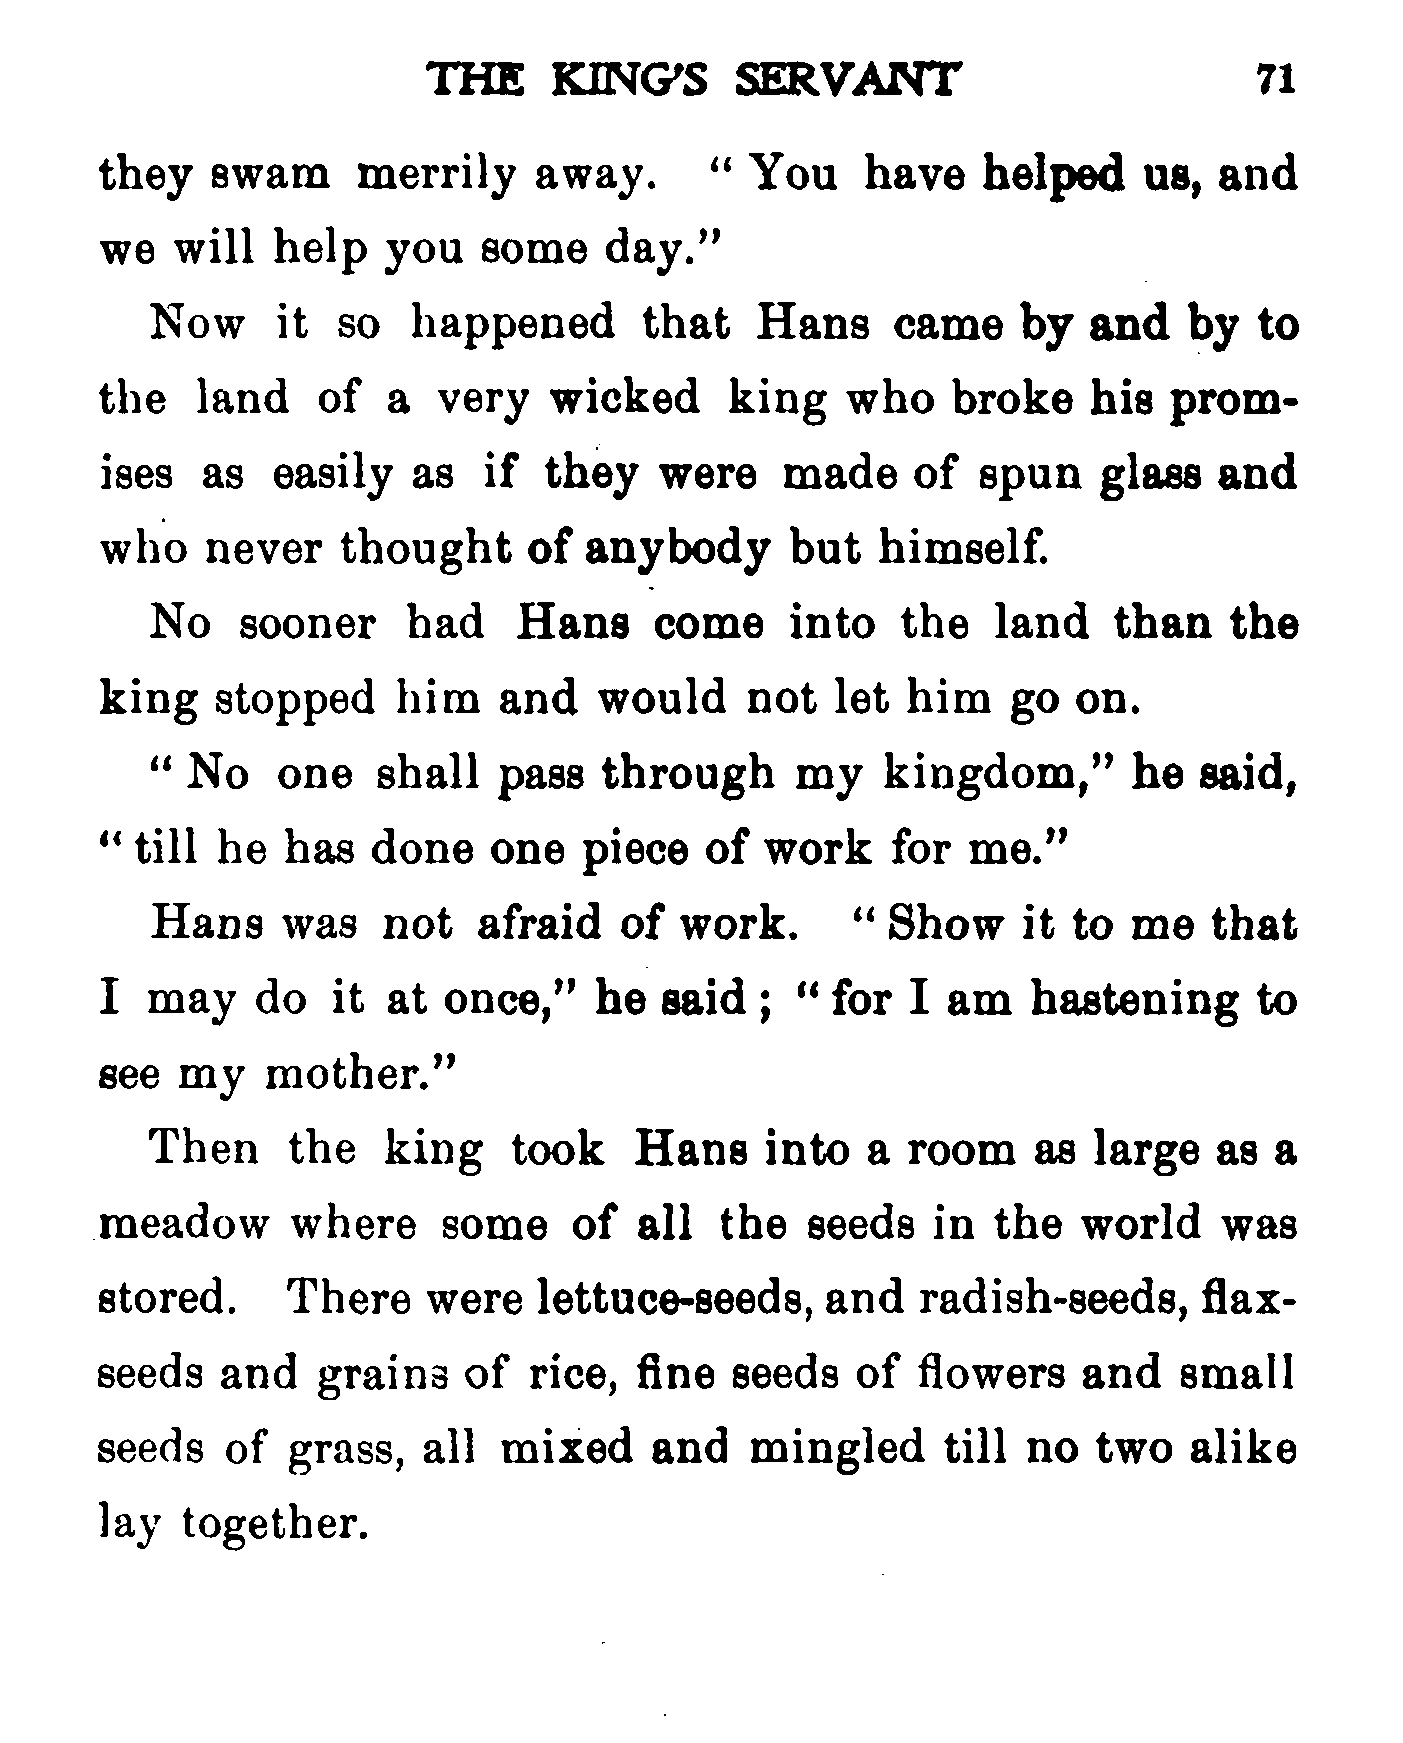 THE KING'S SERVANT 71
they swam merrily away. " You have helped us, and
we will help you some day."
Now it so happened that Hans came by and by to
the land of a very wicked king who broke his prom-
ises as easily as if they were made of spun glass and
who never thought of anybody but himself.
No sooner had Hans come into the land than the
king stopped him and would not let him go on.
" No one shall pass through my kingdom," he said,
" till he has done one piece of work for me."
Hans was not afraid of work. " Show it to me that
I may do it at once," he said ; " for I am hastening to
see my mother."
Then the king took Hans into a room as large as a
meadow where some of all the seeds in the world was
stored. There were lettuce-seeds, and radish-seeds, flax-
seeds and grains of rice, fine seeds of flowers and small
seeds of grass, all mixed and mingled till no two alike
lay together.